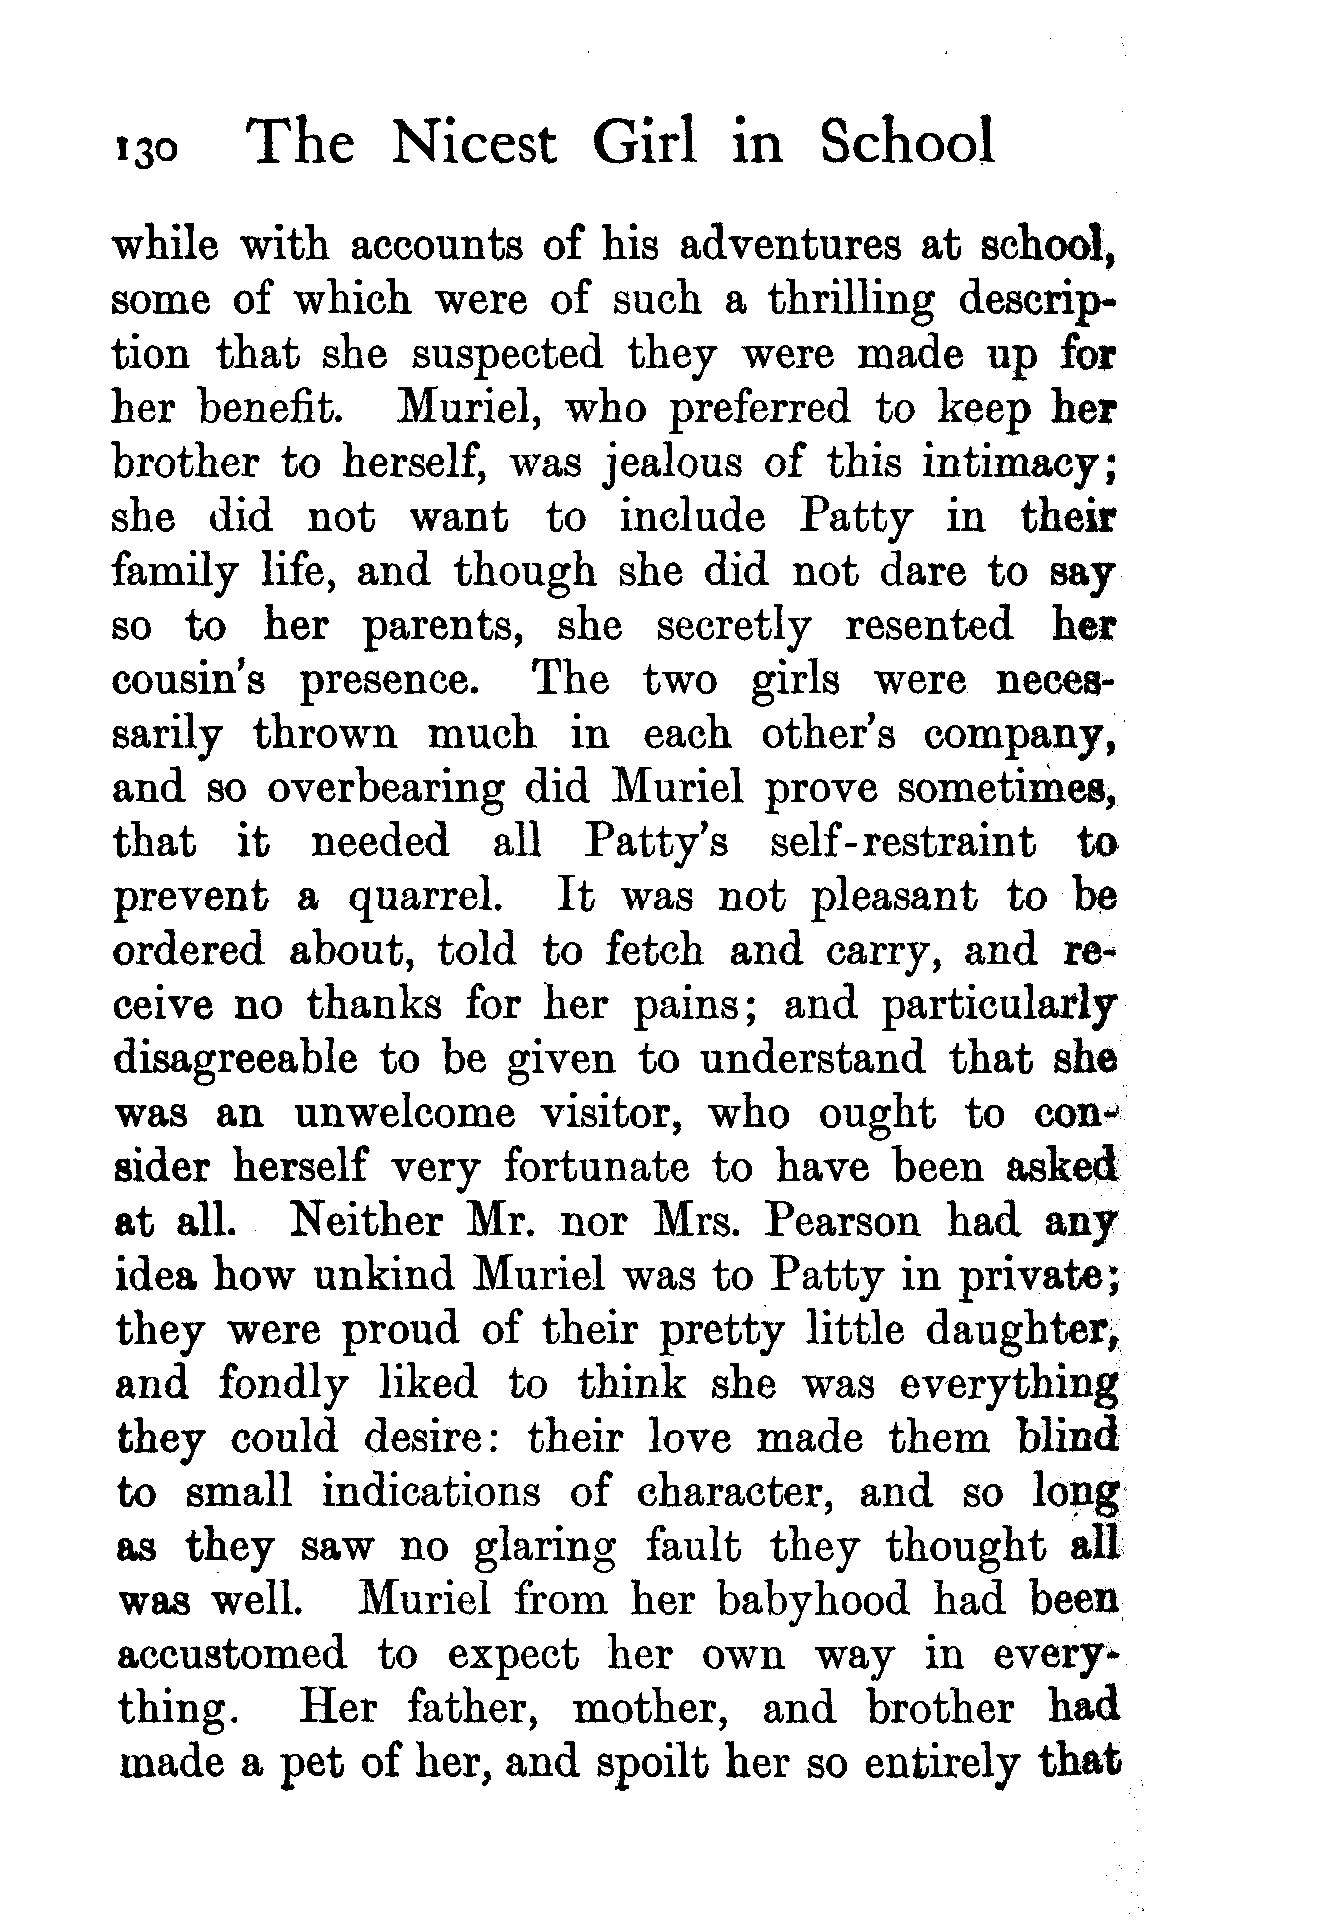 130 The Nicest Girl in School
while with accounts of his adventures at school,
some of which were of such a thrilling descrip-
tion that she suspected they were made up for
her benefit. Muriel, who preferred to keep her
brother to herself, was jealous of this intimacy;
she did not want to include Patty in their
family life, and though she did not dare to say
so to her parents, she secretly resented her
cousin's presence. The two girls were neces-
sarily thrown much in each other's company,
and so overbearing did Muriel prove sometimes,
that it needed all Patty's self-restraint to
prevent a quarrel. It was not pleasant to be
ordered about, told to fetch and carry, and re-
ceive no thanks for her pains; and particularly
disagreeable to be given to understand that she
was an unwelcome visitor, who ought to con-
sider herself very fortunate to have been asked
at all. Neither Mr. nor Mrs. Pearson had any
idea how unkind Muriel was to Patty in private;
they were proud of their pretty little daughter,
and fondly liked to think she was everything
they could desire: their love made them blind
to small indications of character, and so long
as they saw no glaring fault they thought all
was well. Muriel from her babyhood had been
accustomed to expect her own way in every-
thing. Her father, mother, and brother had
made a pet of her, and spoilt her so entirely that